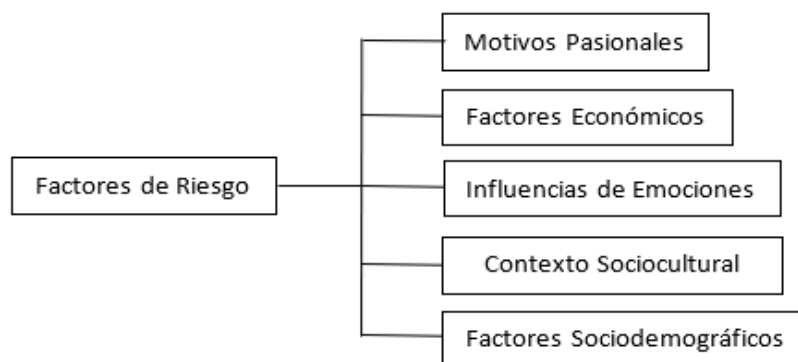 Motivos Pasionales
Factores Económicos
Factores de Riesgo
Influencias de Emociones
Contexto Sociocultural
Factores Sociodemográficos